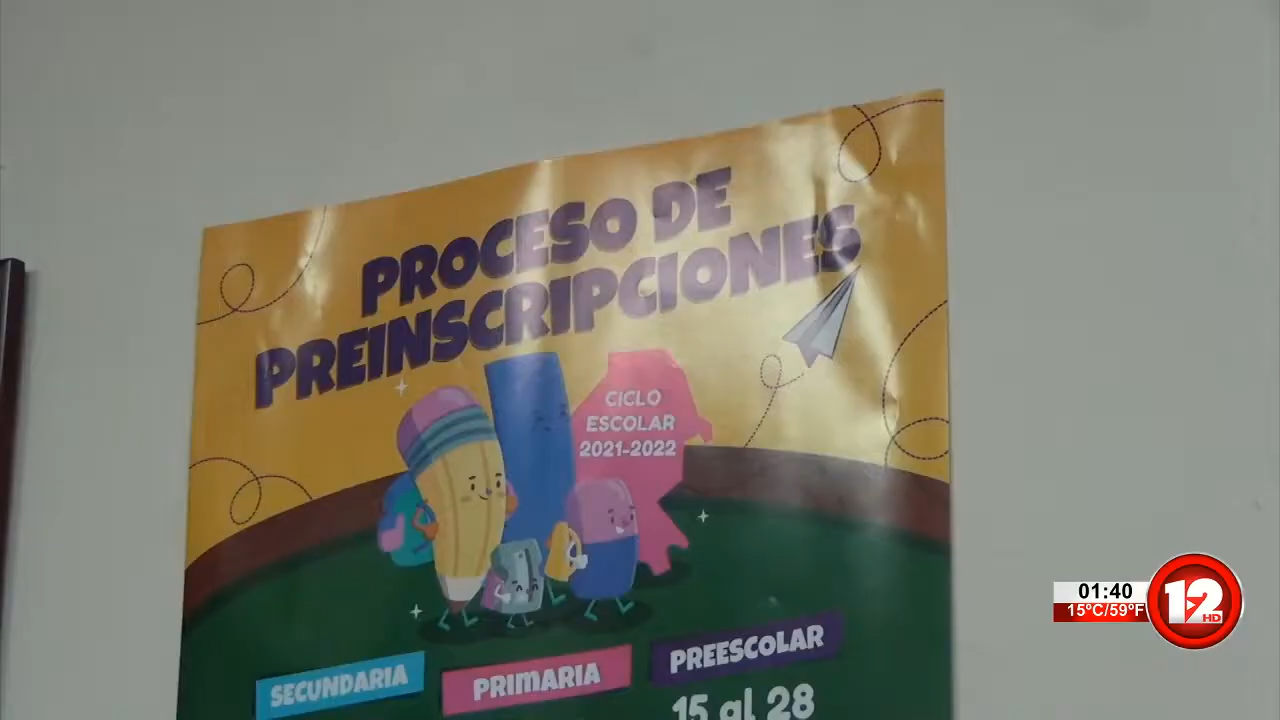 PROCESO DE
PREINSCRIPCIONES
CICLO
ESCOLAR
2021-2022
SECUNDARIA
PRIMARIA
PREESCOLAR
15 al 28
01:40
15°C/59°F
12
HD